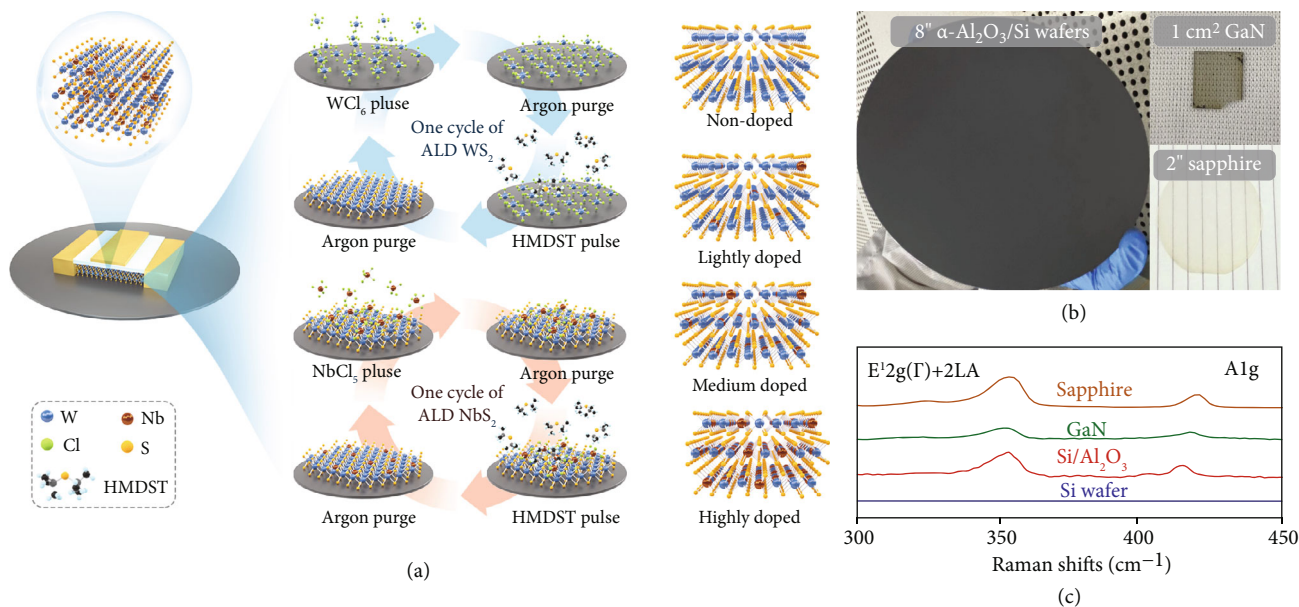 WCl₆ pluse
Argon purge
One cycle of
ALD WS₂
Argon purge
HMDST pulse
NbCl₅ pluse
Argon purge
One cycle of
ALD NbS₂
Argon purge
HMDST pulse
W
Nb
Cl
S
HMDST
Non-doped
Lightly doped
Medium doped
Highly doped
(a)
8" α-Al₂O₃/Si wafers
1 cm² GaN
2" sapphire
(b)
E¹2g(Γ)+2LA
A1g
Sapphire
GaN
Si/Al₂O₃
Si wafer
300
350
400
450
Raman shifts (cm⁻¹)
(c)